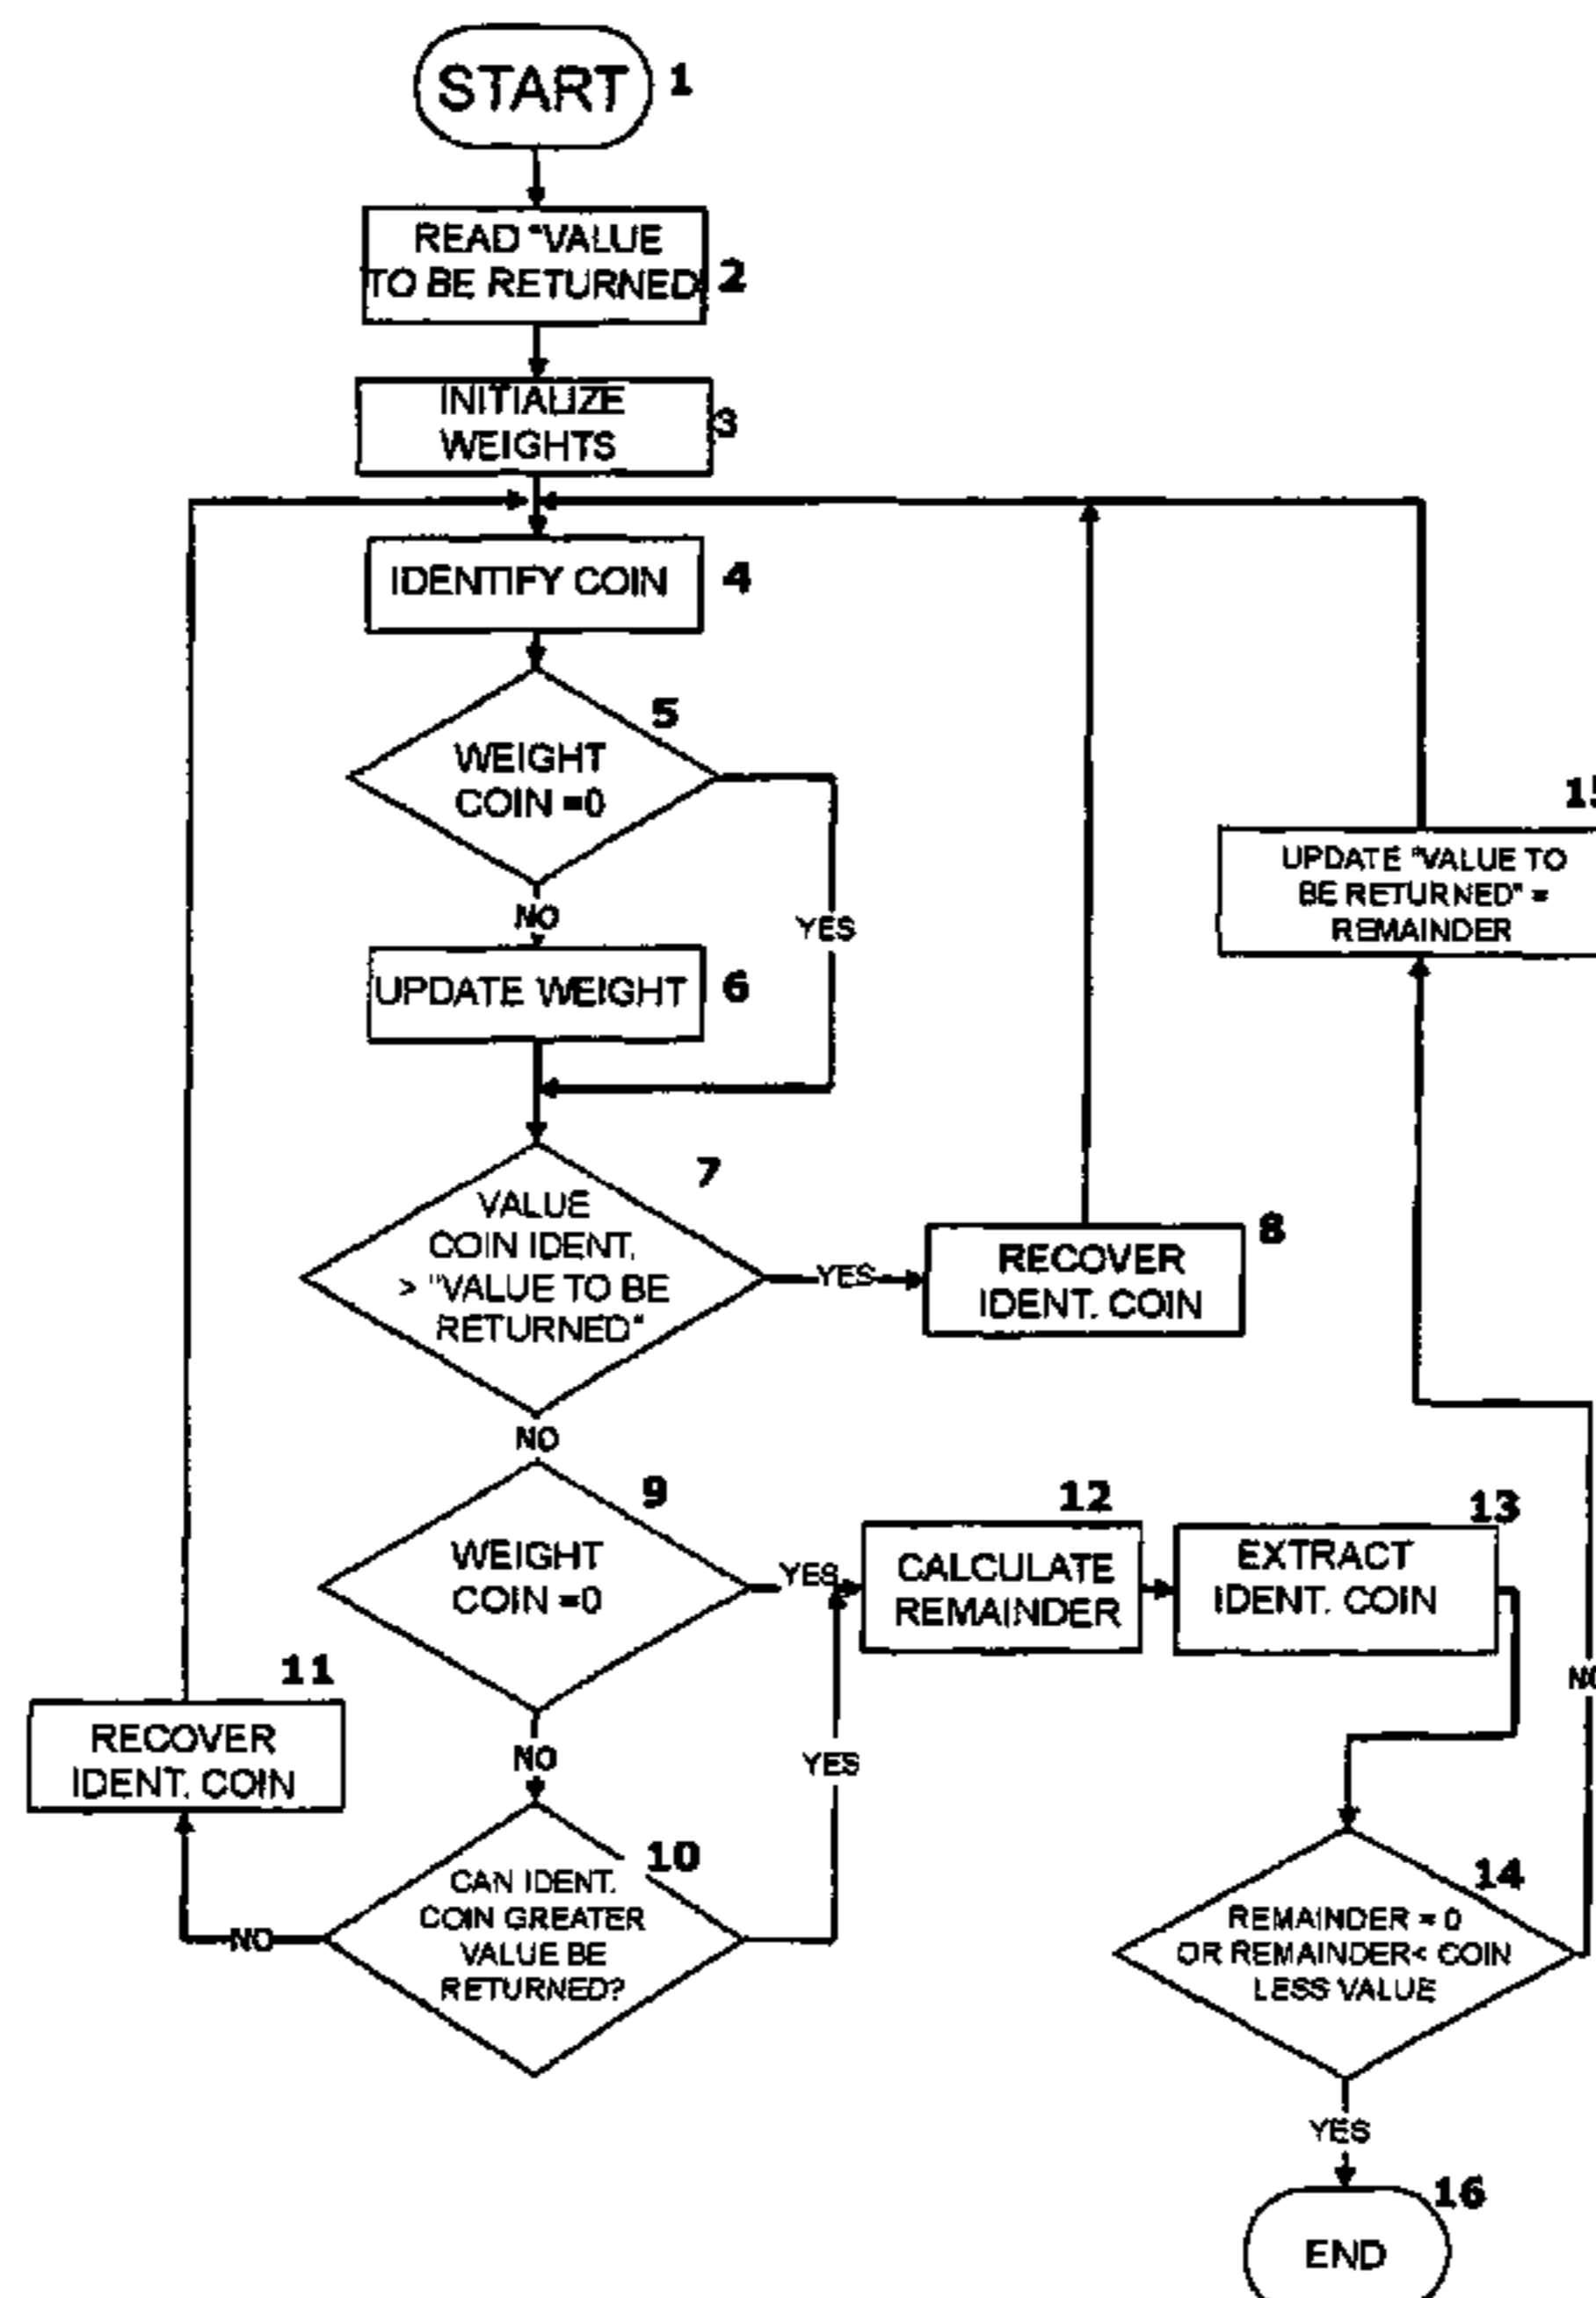 START
1
READ "VALUE
TO BE RETURNED
2
INITIALIZE
WEIGHTS
3
IDENTIFY COIN
4
5
WEIGHT
COIN =0
NO
YES
UPDATE WEIGHT
6
7
VALUE
COIN IDENT.
> "VALUE TO BE
RETURNED"
YES
RECOVER
IDENT. COIN
8
NO
9
WEIGHT
COIN =0
YES
NO
10
CAN IDENT.
COIN GREATER
VALUE BE
RETURNED?
YES
NO
11
RECOVER
IDENT. COIN
12
CALCULATE
REMAINDER
13
EXTRACT
IDENT. COIN
14
REMAINDER = 0
OR REMAINDER< COIN
LESS VALUE
NO
15
UPDATE "VALUE TO
BE RETURNED" =
REMAINDER
YES
16
END